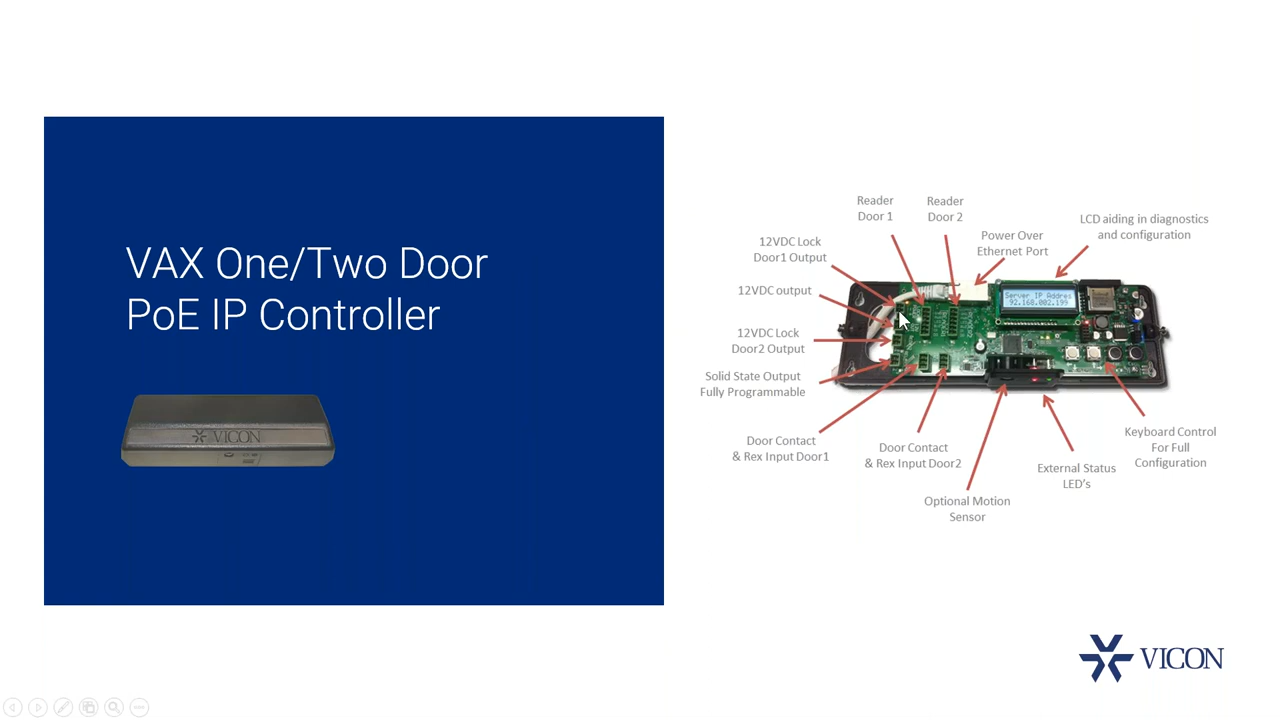 VAX One/Two Door
PoE IP Controller
VICON
Reader
Door 1
Reader
Door 2
Power Over
Ethernet Port
LCD aiding in diagnostics
and configuration
12VDC Lock
Door1 Output
12VDC output
12VDC Lock
Door2 Output
Solid State Output
Fully Programmable
Door Contact
& Rex Input Door1
Door Contact
& Rex Input Door2
Optional Motion
Sensor
External Status
LED’s
Keyboard Control
For Full
Configuration
Server IP Addres
92.168.002.199
VICON